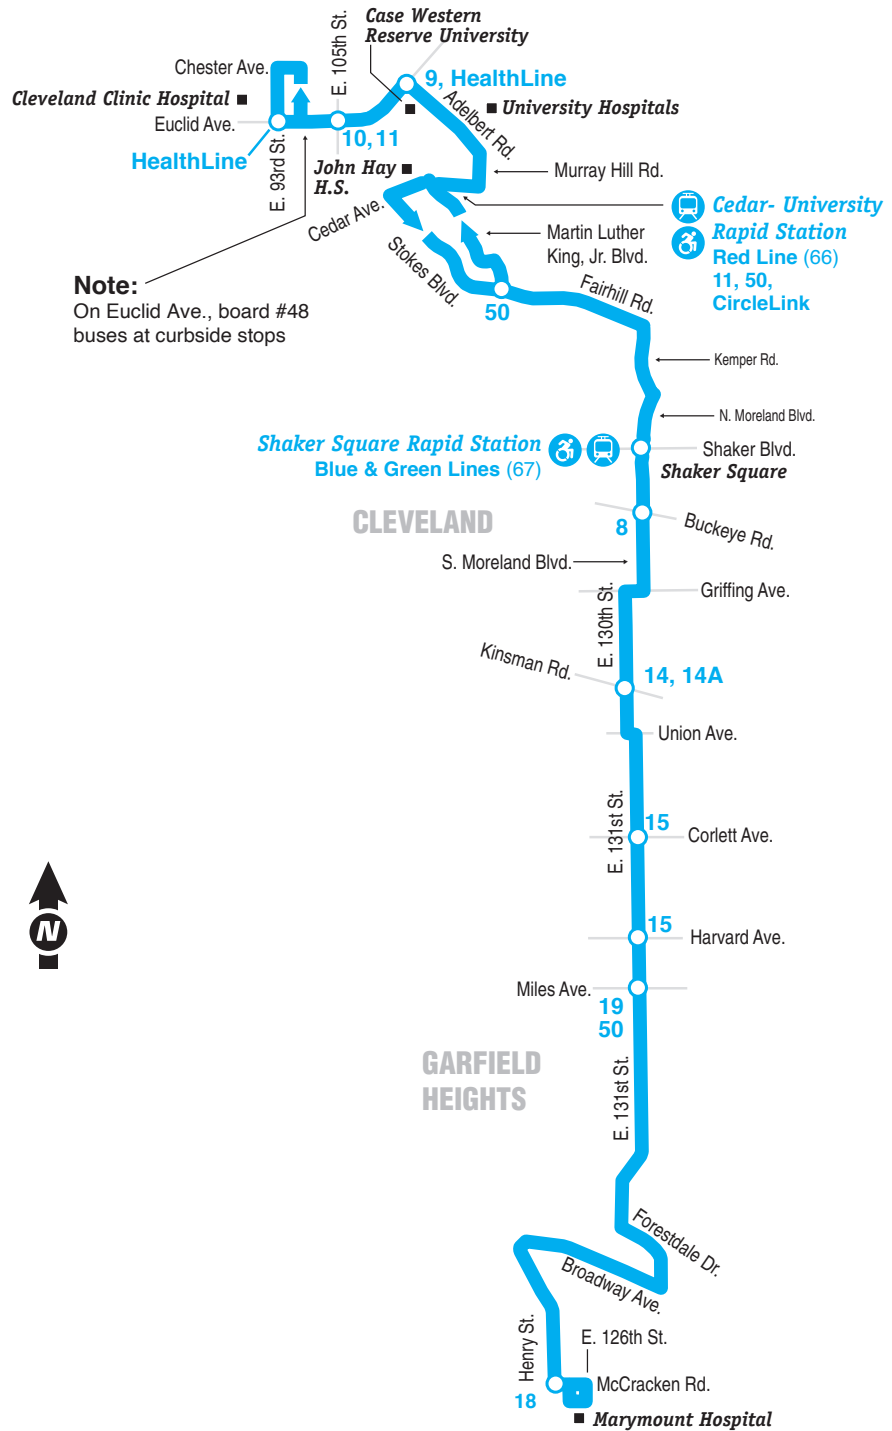 Case Western
Reserve University
E. 105th St.
Chester Ave.
9, HealthLine
Cleveland Clinic Hospital
University Hospitals
Adelbert Rd.
Euclid Ave.
10, 11
HealthLine
E. 93rd St.
John Hay
H.S.
Murray Hill Rd.
Cedar Ave.
Cedar- University
Rapid Station
Red Line (66)
11, 50,
CircleLink
Martin Luther
King, Jr. Blvd.
Stokes Blvd.
Note:
On Euclid Ave., board #48
buses at curbside stops
50
Fairhill Rd.
Kemper Rd.
N. Moreland Blvd.
Shaker Square Rapid Station
Blue & Green Lines (67)
Shaker Blvd.
Shaker Square
CLEVELAND
8
Buckeye Rd.
S. Moreland Blvd.
Griffing Ave.
E. 130th St.
Kinsman Rd.
14, 14A
Union Ave.
E. 131st St.
15
Corlett Ave.
15
Harvard Ave.
N
Miles Ave.
19
50
GARFIELD
HEIGHTS
E. 131st St.
Forestdale Dr.
Broadway Ave.
Henry St.
E. 126th St.
18
McCracken Rd.
Marymount Hospital